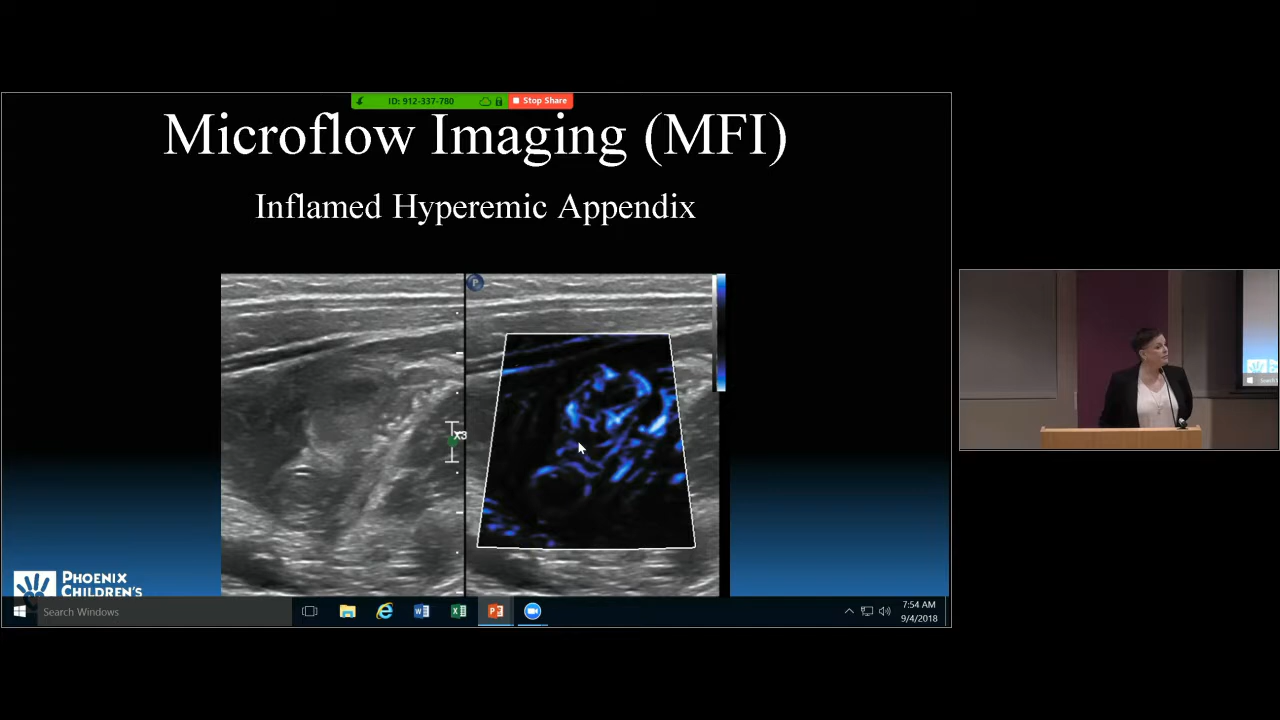 ID: 912-337-780
Stop Share
Microflow Imaging (MFI)
Inflamed Hyperemic Appendix
X3
PHOENIX
CHILDREN'S
Search Windows
7:54 AM
9/4/2018